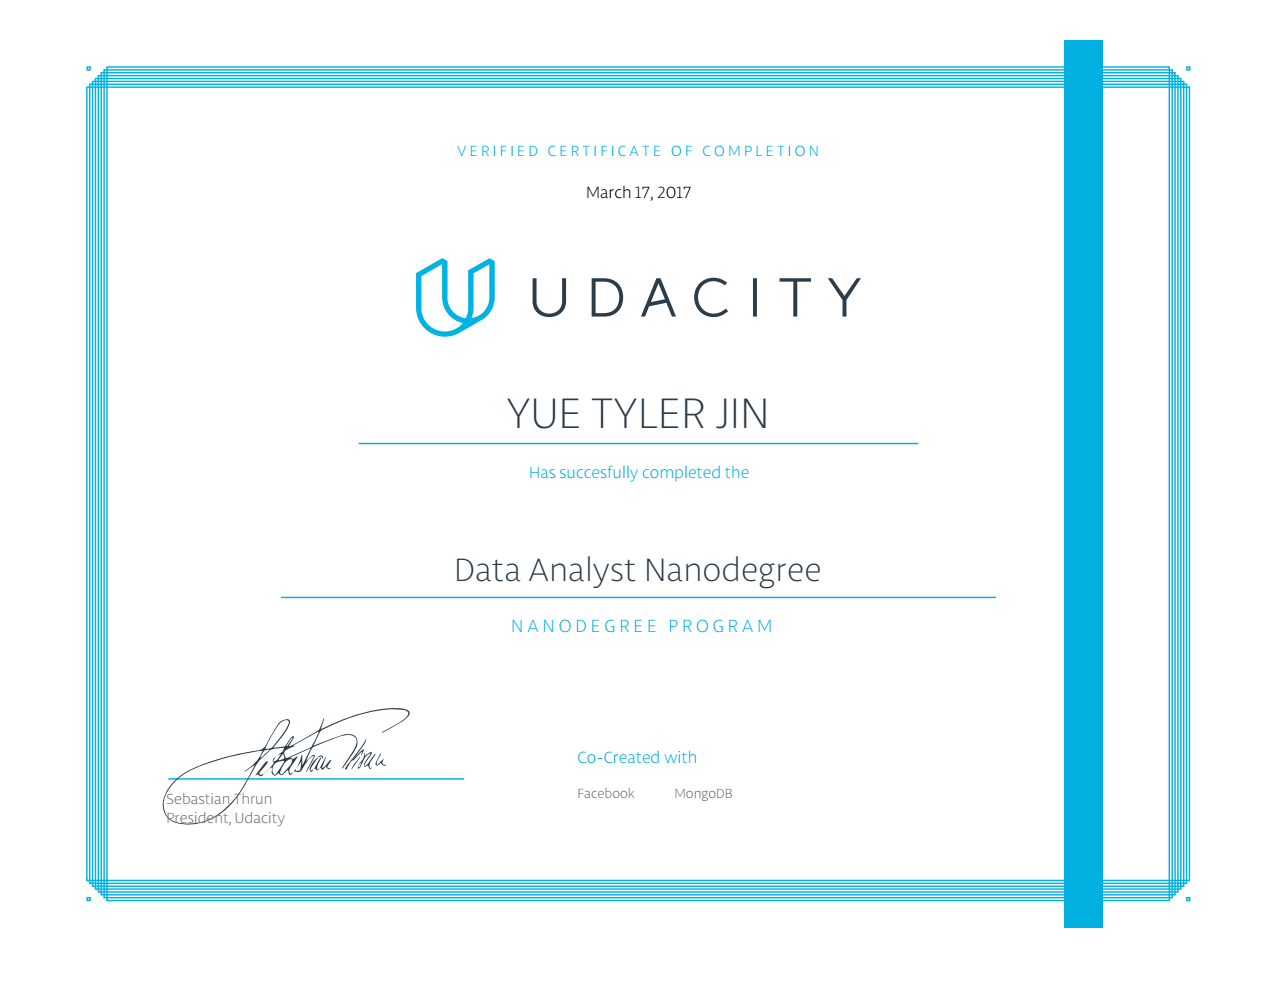 VERIFIED CERTIFICATE OF COMPLETION
March 17, 2017
UDACITY
YUE TYLER JIN
Has succesfully completed the
Data Analyst Nanodegree
NANODEGREE PROGRAM
Sebastian Thrun
Co-Created with
Facebook MongoDB
Sebastian Thrun
President, Udacity